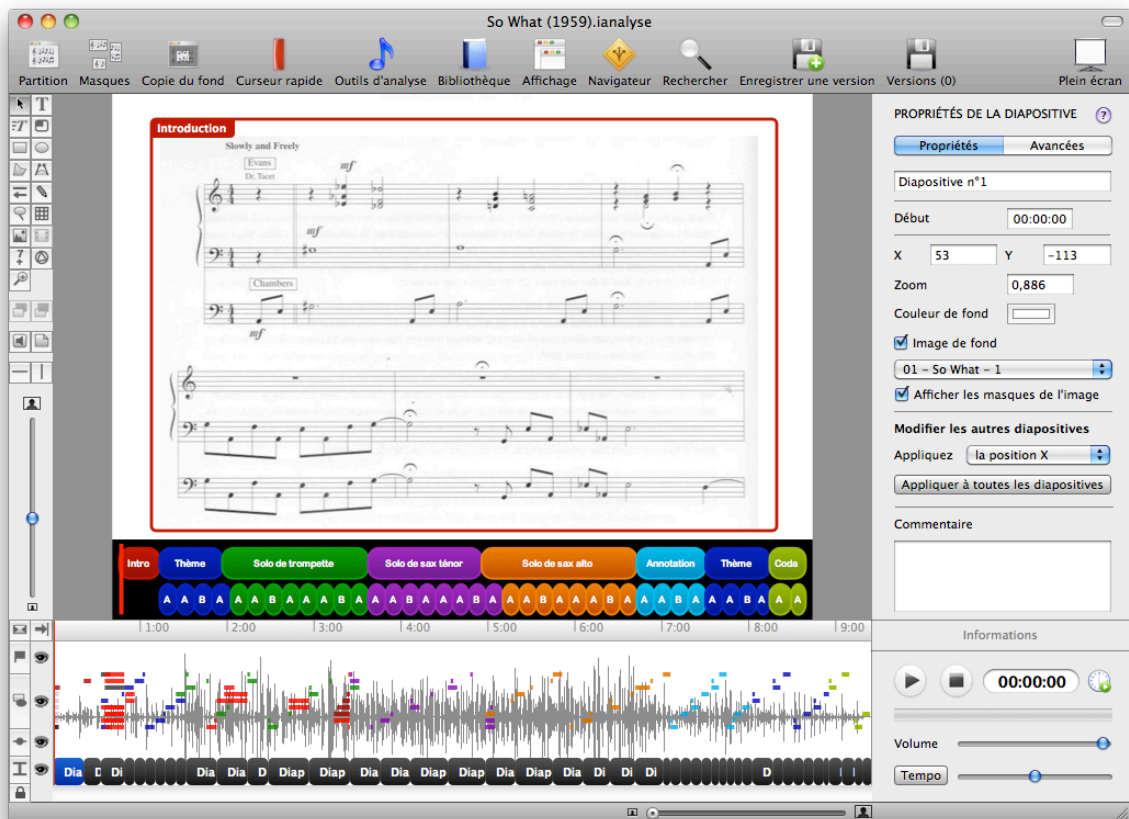 So What (1959).ianalyse
Partition Masques Copie du fond Curseur rapide Outils d'analyse Bibliothèque Affichage Navigateur Rechercher Enregistrer une version Versions (0) Plein écran
Introduction
Slowly and Freely
Evans
Dr. Tacet
mf
mf
Chambers
mf
Intro Thème Solo de trompette Solo de sax ténor Solo de sax alto Annotation Thème Coda
A A B A A A B A A A B A A A B A A A B A A A B A A A B A A A B A A A B A A A
1:00 2:00 3:00 4:00 5:00 6:00 7:00 8:00 9:00
Dia D Di Dia Dia D Diap Dia Dia Dia Diap Diap Dia Diap Dia Di Di Di D
PROPRIÉTÉS DE LA DIAPOSITIVE ?
Propriétés Avancées
Diapositive n°1
Début 00:00:00
X 53 Y -113
Zoom 0,886
Couleur de fond
Image de fond
01 - So What - 1
Afficher les masques de l'image
Modifier les autres diapositives
Appliquez la position X
Appliquer à toutes les diapositives
Commentaire
Informations
00:00:00
Volume
Tempo